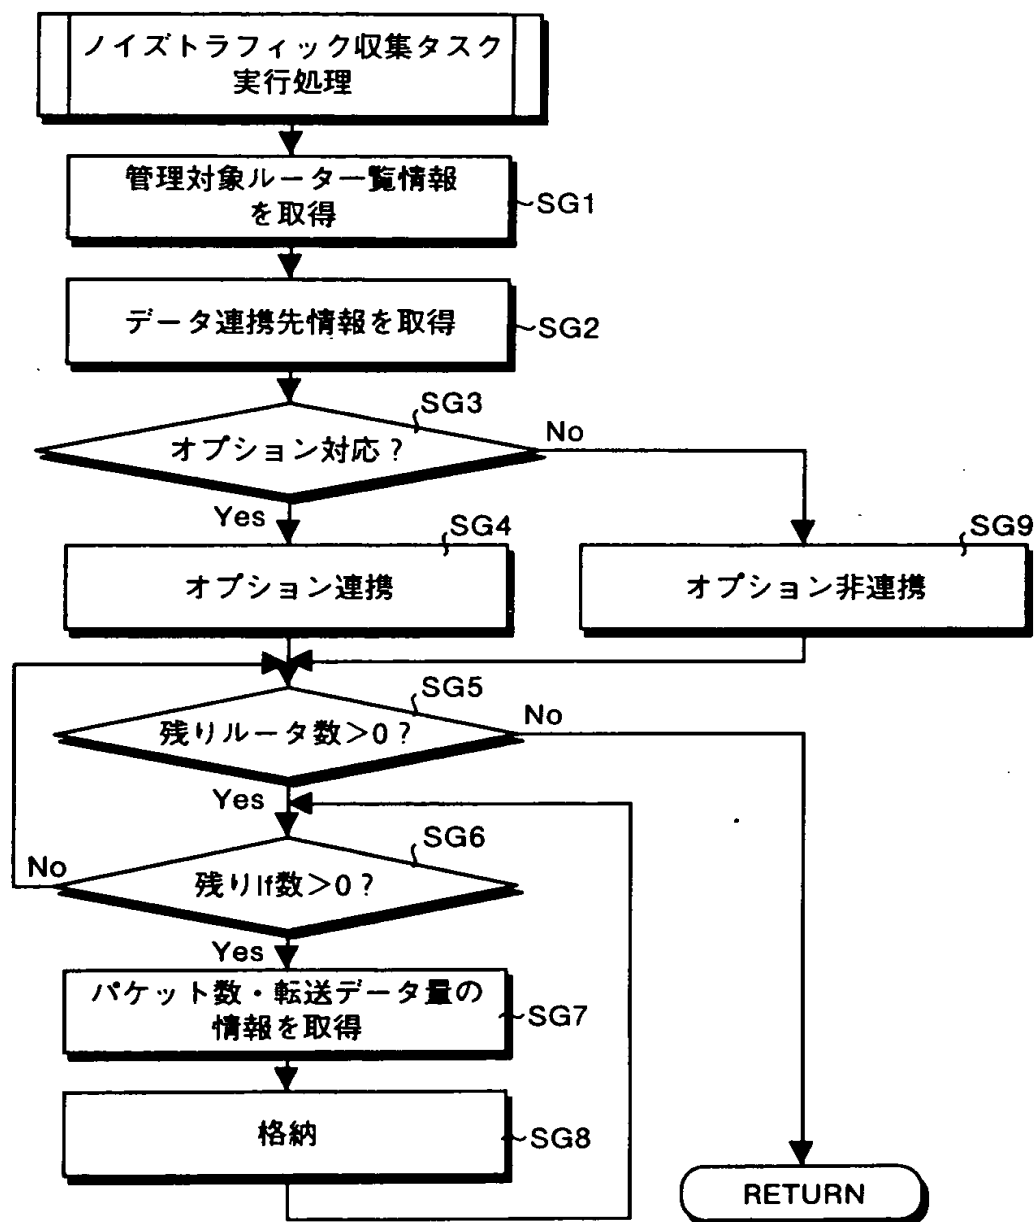 ノイズトラフィック収集タスク
実行処理
管理対象ルータ一覧情報
を取得
SG1
データ連携先情報を取得
SG2
SG3
オプション対応?
No
Yes
SG4
オプション連携
SG9
オプション非連携
SG5
残りルータ数>0?
No
Yes
SG6
No
残りIf数>0?
Yes
パケット数・転送データ量の
情報を取得
SG7
格納
SG8
RETURN